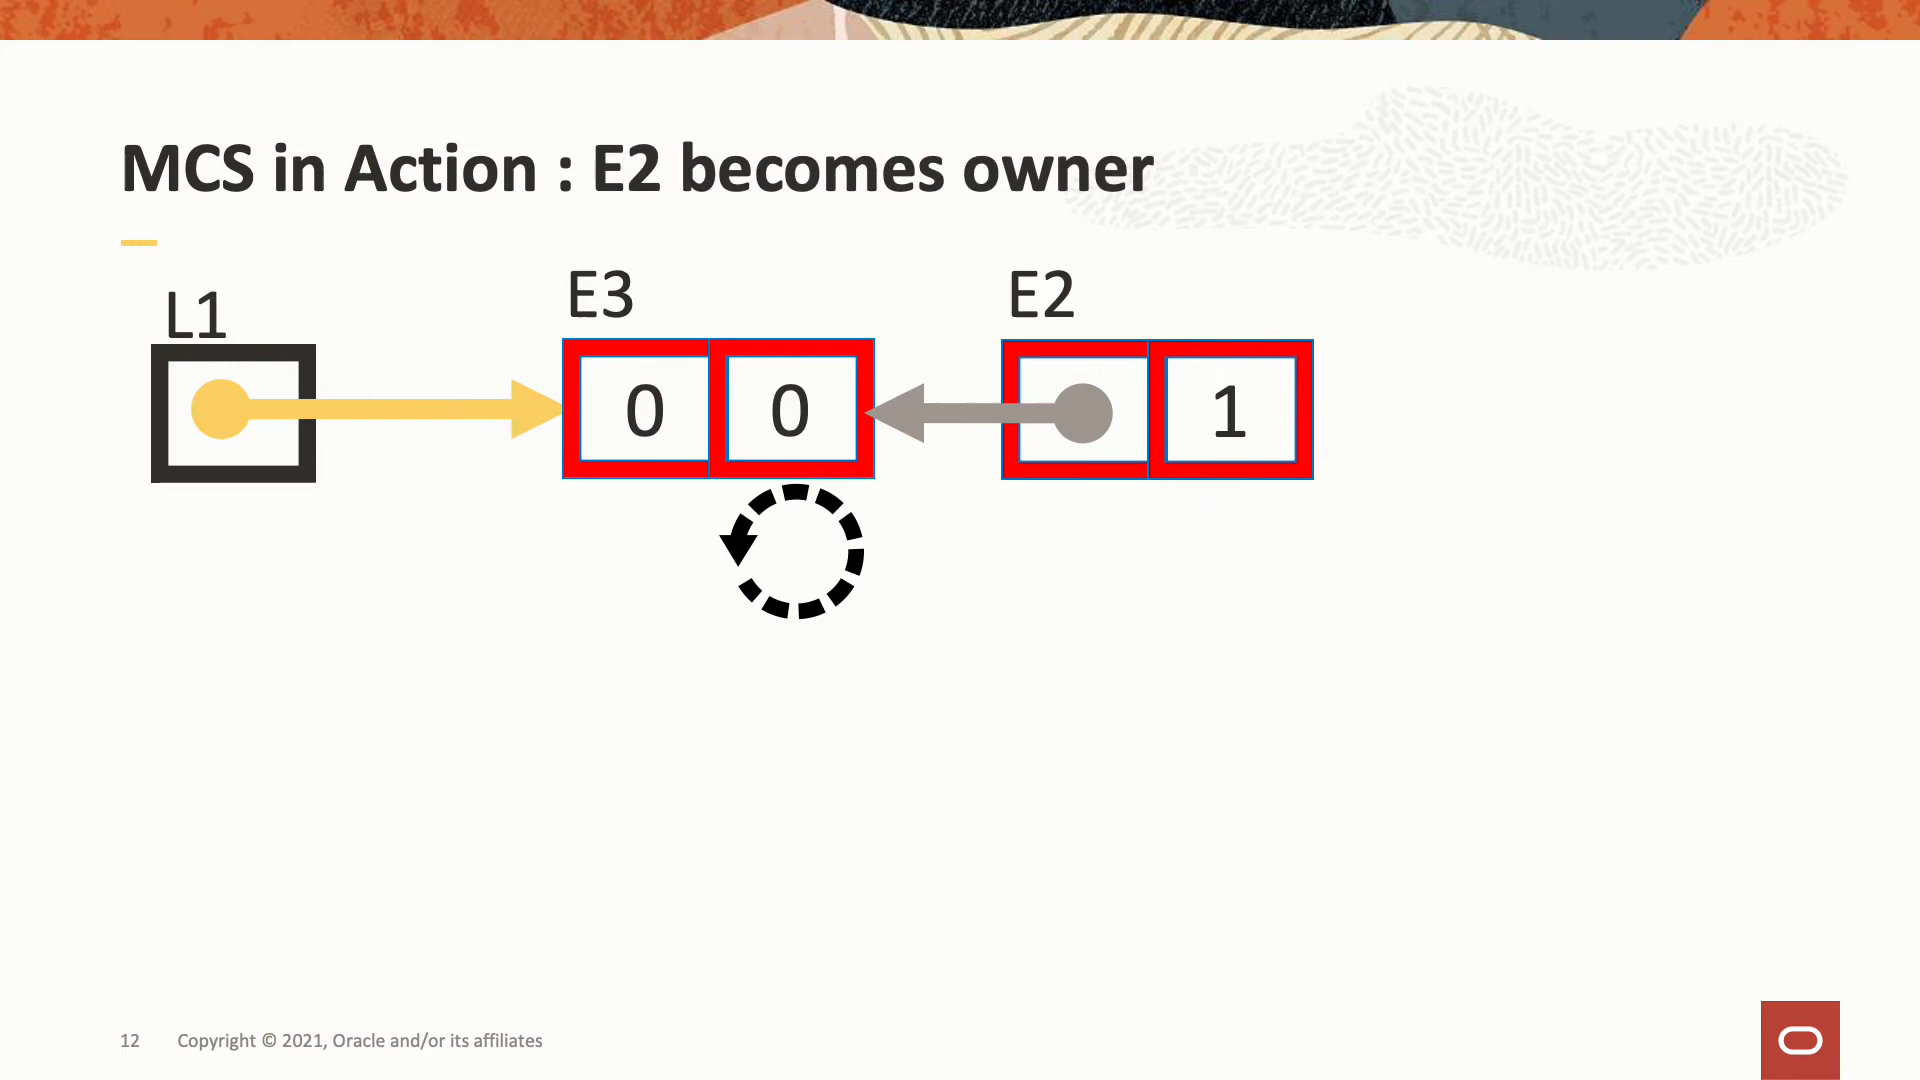 MCS in Action : E2 becomes owner
L1
E3
E2
0 0
1
12 Copyright © 2021, Oracle and/or its affiliates